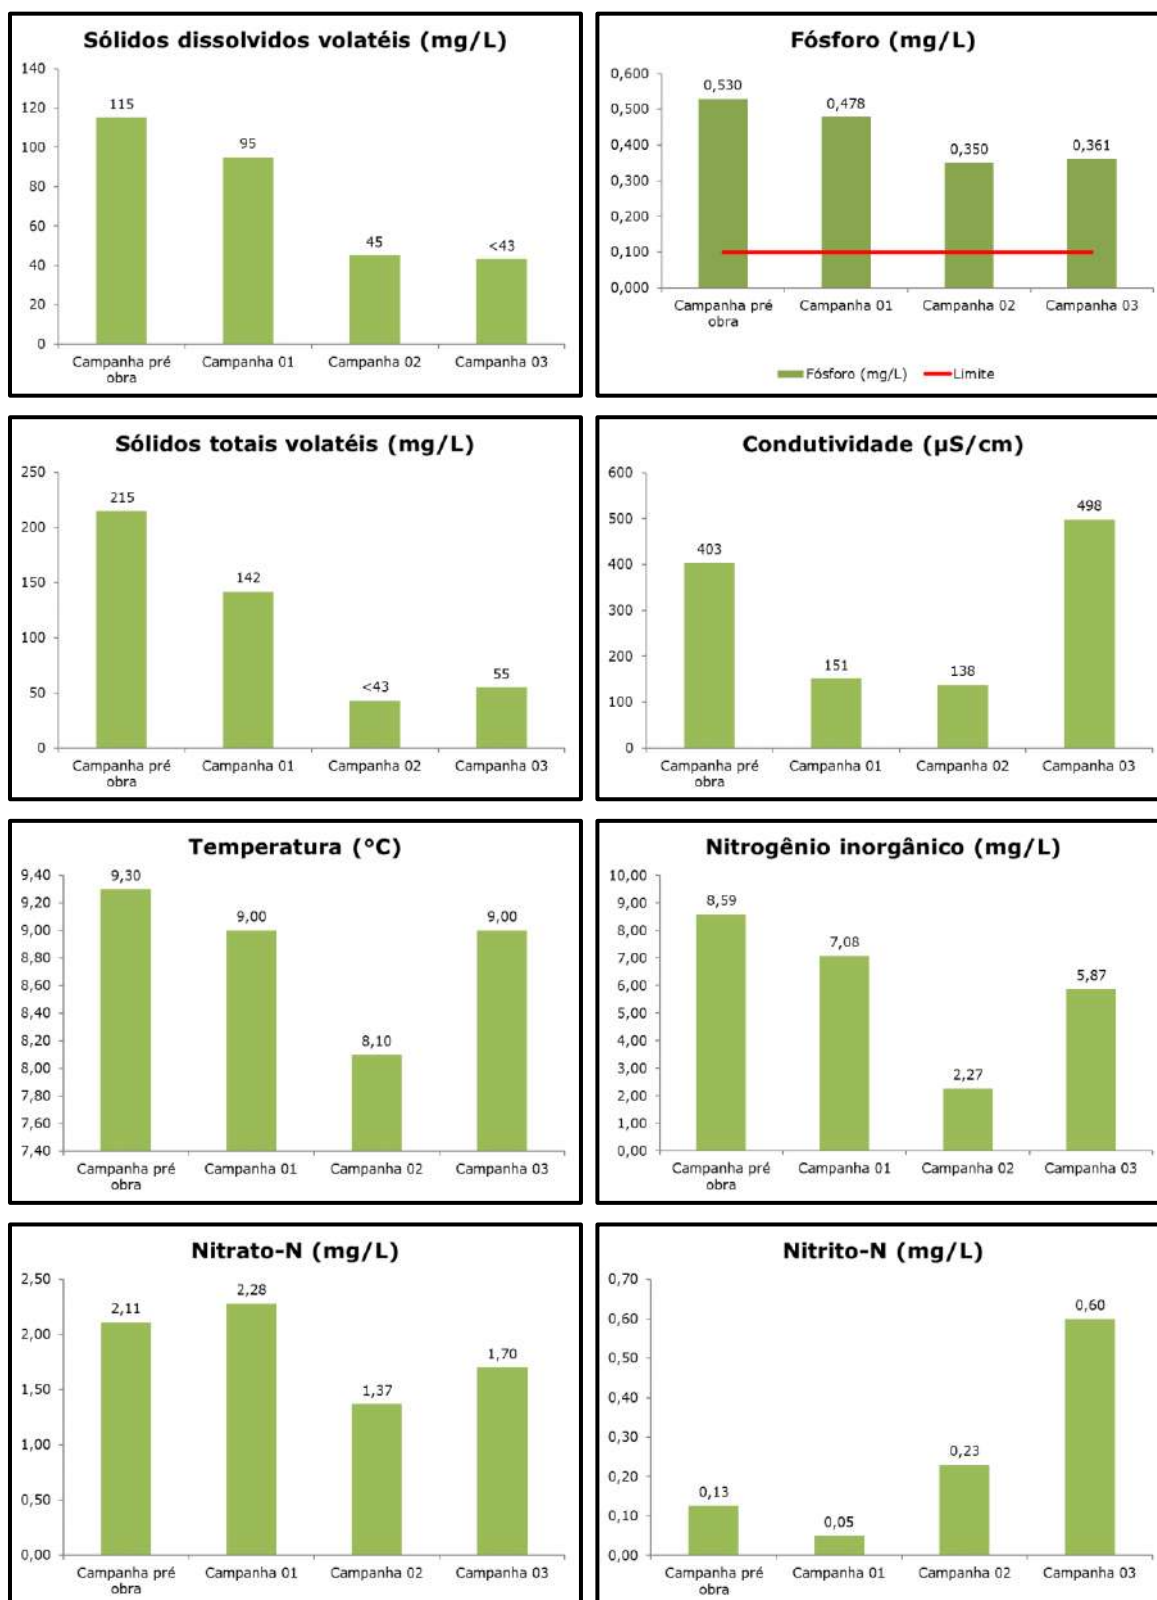 Sólidos dissolvidos volatéis (mg/L)
140
120
100
80
60
40
20
0
115
95
45
<43
Campanha pré obra
Campanha 01
Campanha 02
Campanha 03
Fósforo (mg/L)
0,600
0,500
0,400
0,300
0,200
0,100
0,000
0,530
0,478
0,350
0,361
Campanha pré
obra
Campanha 01
Campanha 02
Campanha 03
Fósforo (mg/L)
Limite
Sólidos totais volatéis (mg/L)
250
200
150
100
50
0
215
142
<43
55
Campanha pré
obra
Campanha 01
Campanha 02
Campanha 03
Condutividade (µS/cm)
600
500
400
300
200
100
0
403
151
138
498
Campanha pré
obra
Campanha 01
Campanha 02
Campanha 03
Temperatura (°C)
9,40
9,20
9,00
8,80
8,60
8,40
8,20
8,00
7,80
7,60
7,40
9,30
9,00
8,10
9,00
Campanha pré
obra
Campanha 01
Campanha 02
Campanha 03
Nitrogênio inorgânico (mg/L)
10,00
9,00
8,00
7,00
6,00
5,00
4,00
3,00
2,00
1,00
0,00
8,59
7,08
2,27
5,87
Campanha pré
obra
Campanha 01
Campanha 02
Campanha 03
Nitrato-N (mg/L)
2,50
2,00
1,50
1,00
0,50
0,00
2,11
2,28
1,37
1,70
Campanha pré
obra
Campanha 01
Campanha 02
Campanha 03
Nitrito-N (mg/L)
0,70
0,60
0,50
0,40
0,30
0,20
0,10
0,00
0,13
0,05
0,23
0,60
Campanha pré
obra
Campanha 01
Campanha 02
Campanha 03